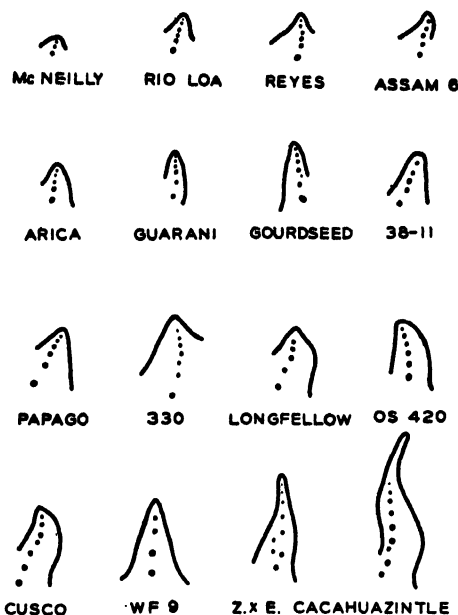 Mc NEILLY RIO LOA REYES ASSAM 6
ARICA GUARANI GOURDSEED 38-11
PAPAGO 330 LONGFELLOW OS 420
CUSCO WF 9 Z.x E. CACAHUAZINTLE